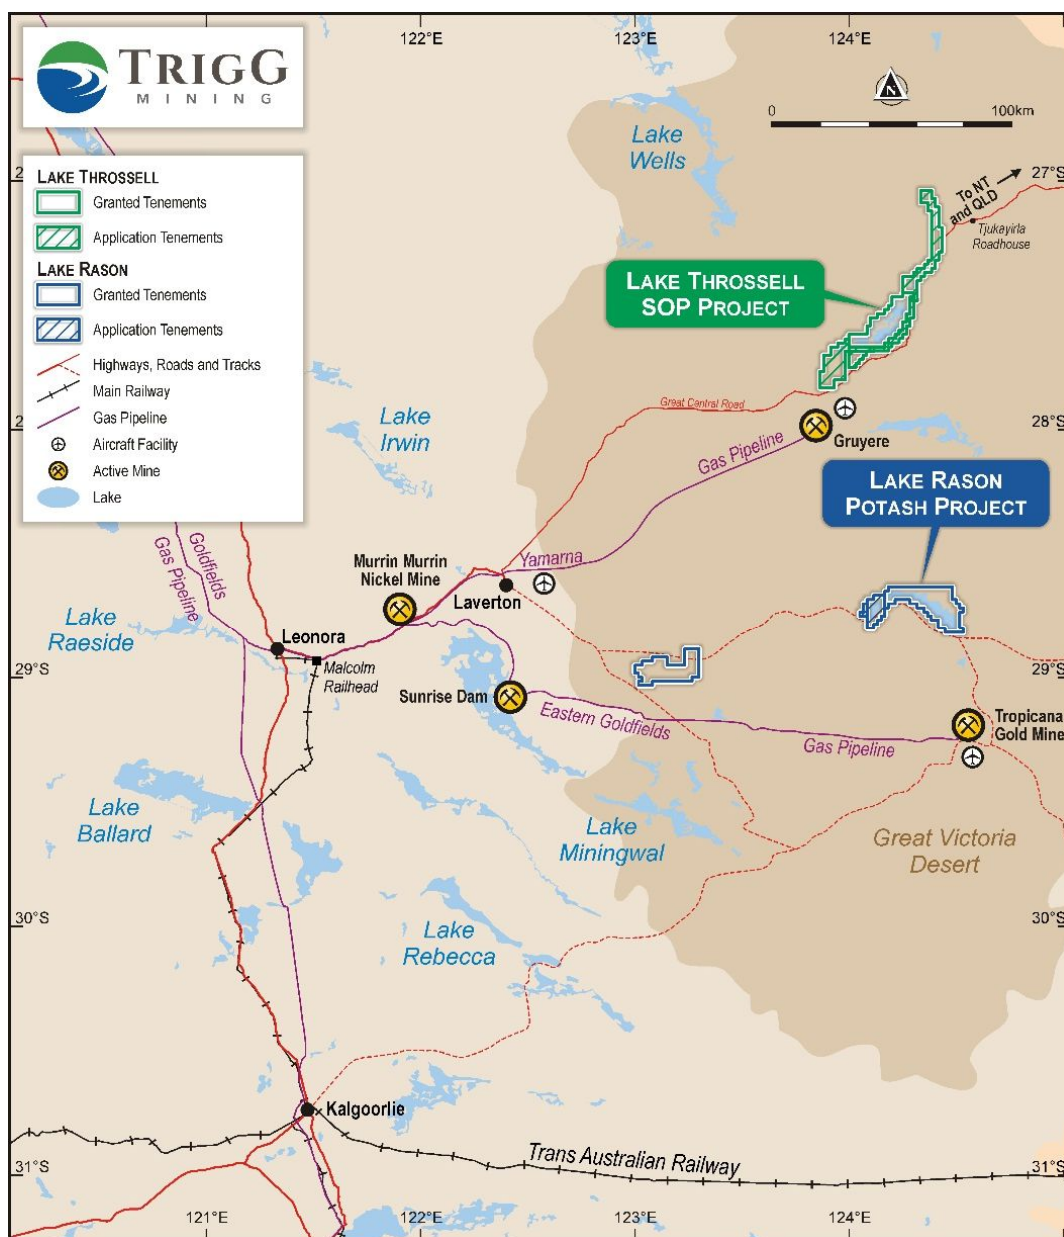 TRIGG
MINING
121°E
122°E
123°E
124°E
N
0
100km
LAKE THROSSELL
Granted Tenements
Application Tenements
LAKE RASON
Granted Tenements
Application Tenements
Highways, Roads and Tracks
Main Railway
Gas Pipeline
Aircraft Facility
Active Mine
Lake
Lake
Wells
27°S
To NT
and QLD
Tjukayirla
Roadhouse
27°S
LAKE THROSSELL
SOP PROJECT
Great Central Road
Lake
Irwin
28°S
28°S
Gruyere
Gas Pipeline
LAKE RASON
POTASH PROJECT
Goldfields
Gas Pipeline
Murrin Murrin
Nickel Mine
Yamarna
Laverton
Lake
Raeside
Leonora
Malcolm
Railhead
29°S
29°S
Sunrise Dam
Eastern Goldfields
Gas Pipeline
Tropicana
Gold Mine
Lake
Ballard
Lake
Miningwal
Great Victoria
Desert
30°S
30°S
Lake
Rebecca
Kalgoorlie
Trans Australian Railway
31°S
31°S
121°E
122°E
123°E
124°E